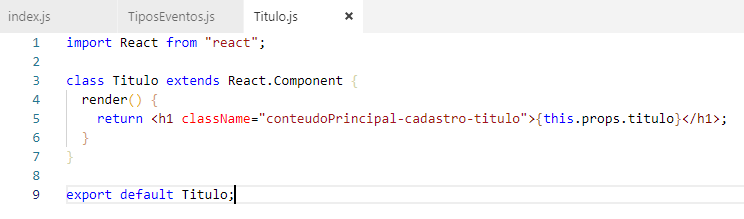 index.js TiposEventos.js Titulo.js ×
1 import React from "react";
2
3 class Titulo extends React.Component {
4   render() {
5     return <h1 className="conteudoPrincipal-cadastro-titulo">{this.props.titulo}</h1>;
6   }
7 }
8
9 export default Titulo;